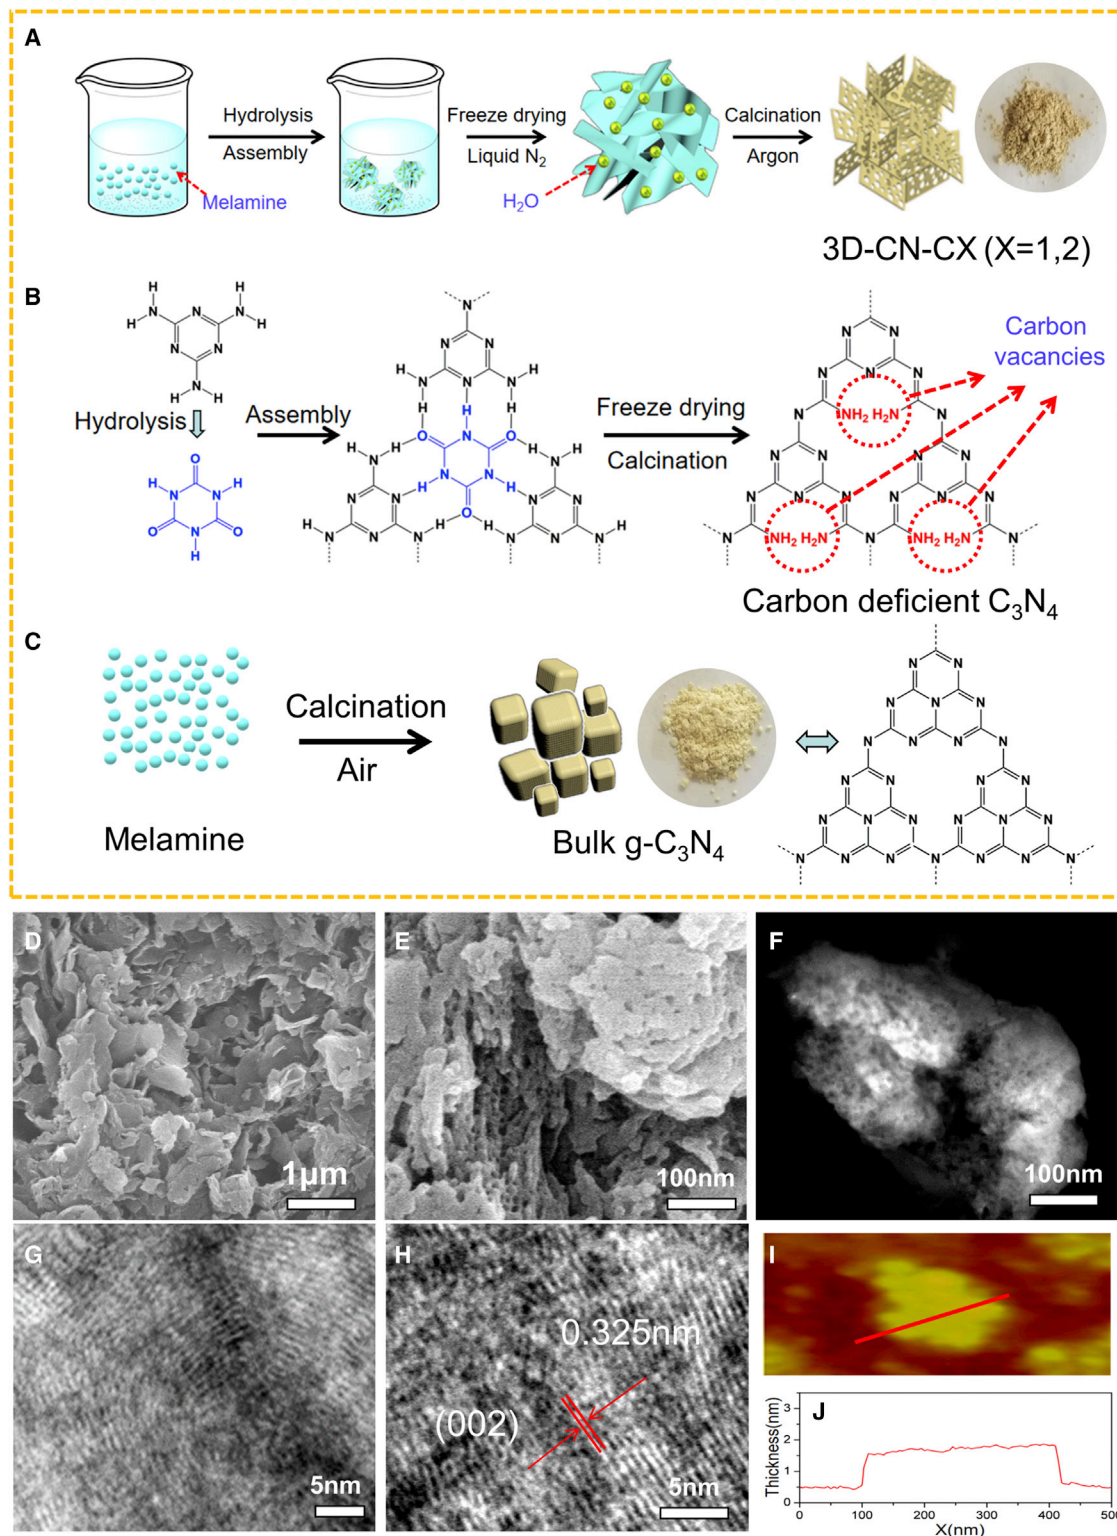 A
Hydrolysis
Assembly
Melamine
Freeze drying
Liquid N2
H2O
Calcination
Argon
3D-CN-CX (X=1,2)
B
H H H
H N N N H
N N
N
H H
Hydrolysis
O
H N N H
O N O
H
Assembly
N
N N
H N N N H
H H H
O N O
H H H H
N N N N
H N H N N H N H
O
N N N N
H N N N H H N N N H
Freeze drying
Calcination
N N
N N N
NH2 H2N
N N
N N N N
N N N N
NH2 H2N NH2 H2N
N N N
Carbon
vacancies
Carbon deficient C3N4
C
Melamine
Calcination
Air
Bulk g-C3N4
N N
N N N
N N N
N N
N N N N
N N N N N N
N N N N N N N N N
D
1μm
E
100nm
F
100nm
G
5nm
H
0.325nm
(002)
5nm
I
J
Thickness(nm)
3
2
1
0
0 100 200 300 400 50
X(nm)